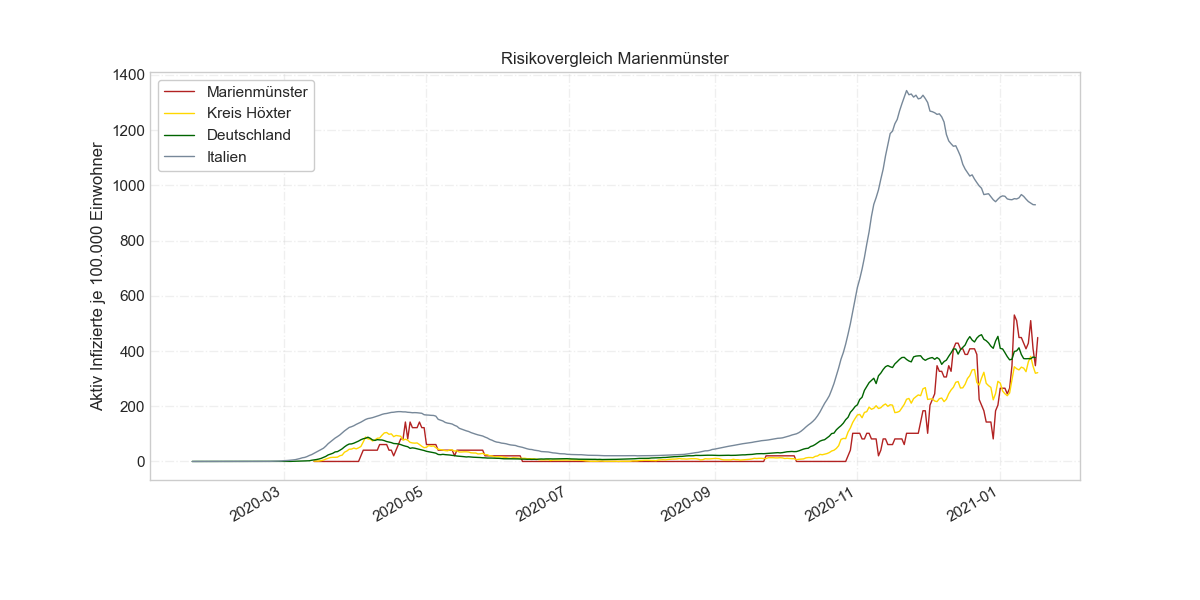 Risikovergleich Marienmünster
Aktiv Infizierte je 100.000 Einwohner
1400
1200
1000
800
600
400
200
0
Marienmünster
Kreis Höxter
Deutschland
Italien
2020-03
2020-05
2020-07
2020-09
2020-11
2021-01